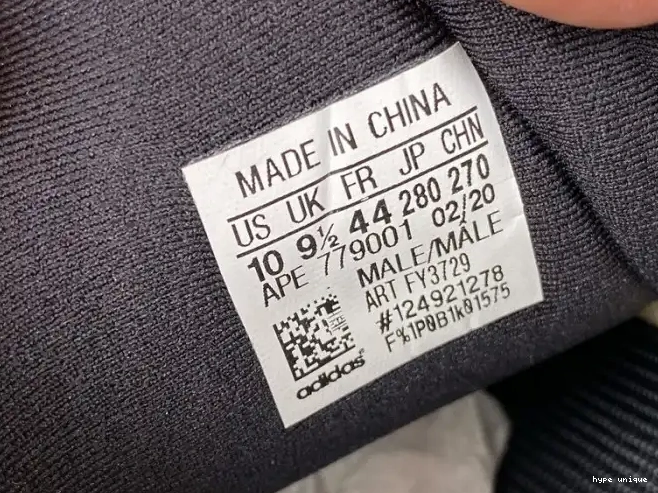 MADE IN CHINA
US UK FR JP CHN
10 9½ 44 280 270
APE 779001 02/20
MALE/MÂLE
ART FY3729
#124921278
F%1P0B1k01575
adidas®
hype unique